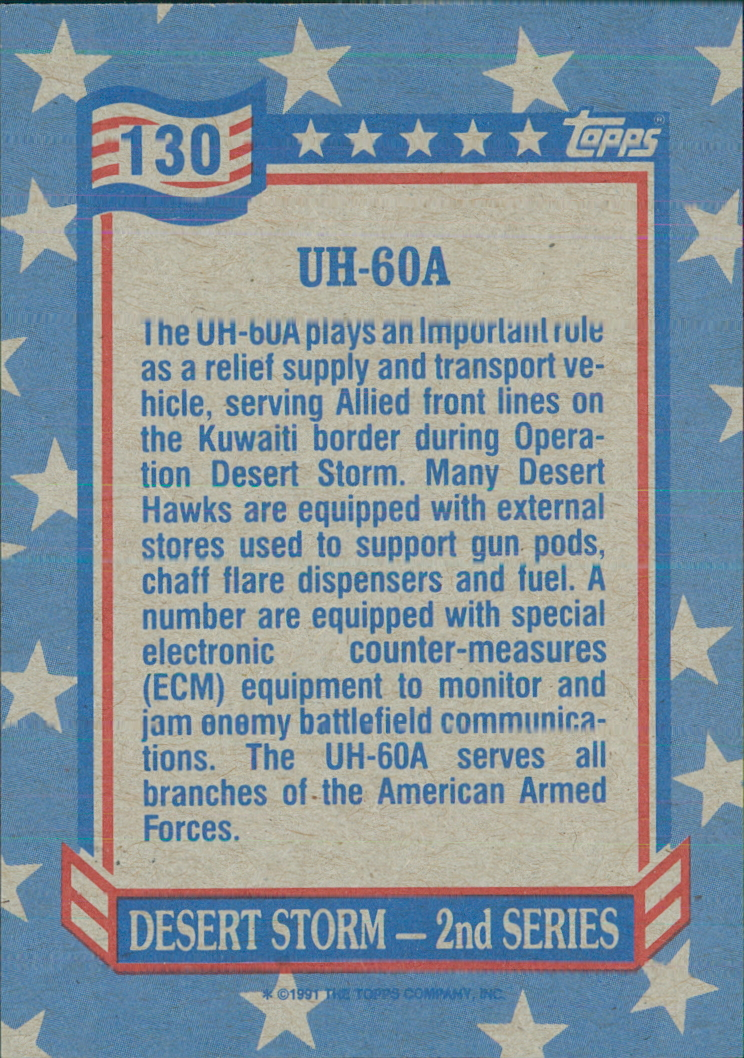 130
topps®
UH-60A
The UH-60A plays an important role
as a relief supply and transport ve-
hicle, serving Allied front lines on
the Kuwaiti border during Opera-
tion Desert Storm. Many Desert
Hawks are equipped with external
stores used to support gun pods,
chaff flare dispensers and fuel. A
number are equipped with special
electronic counter-measures
(ECM) equipment to monitor and
jam enemy battlefield communica-
tions. The UH-60A serves all
branches of the American Armed
Forces.
DESERT STORM — 2nd SERIES
* ©1991 THE TOPPS COMPANY, INC.